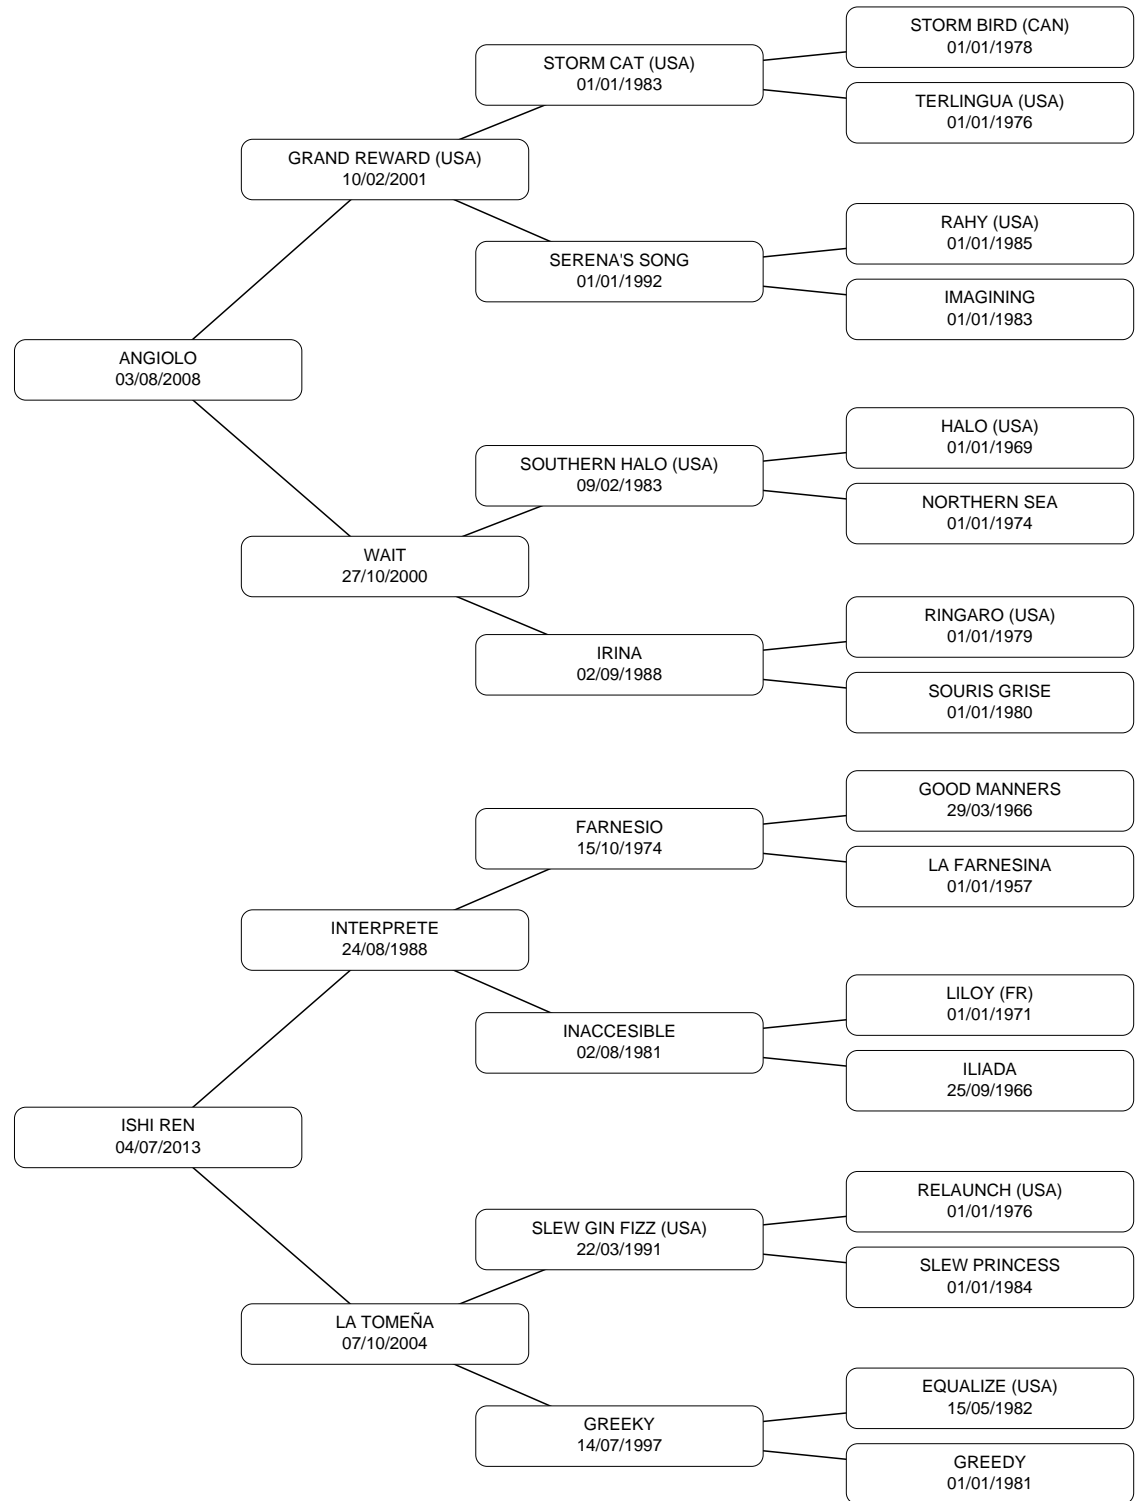 STORM BIRD (CAN)
01/01/1978
STORM CAT (USA)
01/01/1983
TERLINGUA (USA)
01/01/1976
GRAND REWARD (USA)
10/02/2001
RAHY (USA)
01/01/1985
SERENA'S SONG
01/01/1992
IMAGINING
01/01/1983
ANGIOLO
03/08/2008
HALO (USA)
01/01/1969
SOUTHERN HALO (USA)
09/02/1983
NORTHERN SEA
01/01/1974
WAIT
27/10/2000
RINGARO (USA)
01/01/1979
IRINA
02/09/1988
SOURIS GRISE
01/01/1980
GOOD MANNERS
29/03/1966
FARNESIO
15/10/1974
LA FARNESINA
01/01/1957
INTERPRETE
24/08/1988
LILOY (FR)
01/01/1971
INACCESIBLE
02/08/1981
ILIADA
25/09/1966
ISHI REN
04/07/2013
RELAUNCH (USA)
01/01/1976
SLEW GIN FIZZ (USA)
22/03/1991
SLEW PRINCESS
01/01/1984
LA TOMEÑA
07/10/2004
EQUALIZE (USA)
15/05/1982
GREEKY
14/07/1997
GREEDY
01/01/1981